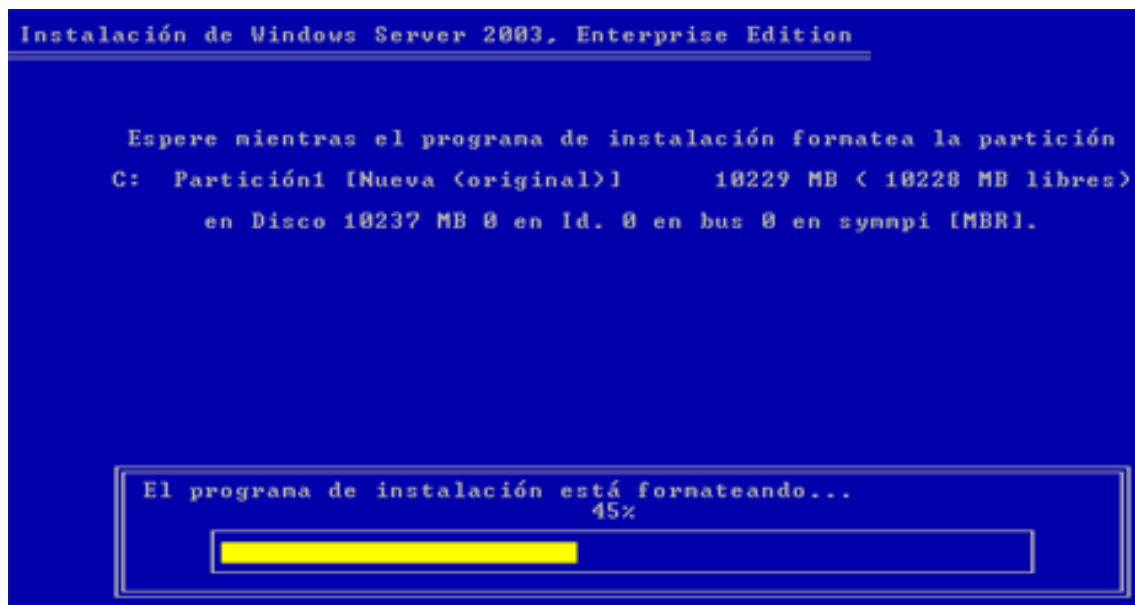 Instalación de Windows Server 2003, Enterprise Edition
Espere mientras el programa de instalación formatea la partición
C: Partición1 [Nueva (original)] 10229 MB ( 10228 MB libres)
en Disco 10237 MB 0 en Id. 0 en bus 0 en symmpi [MBR].
El programa de instalación está formateando...
45%